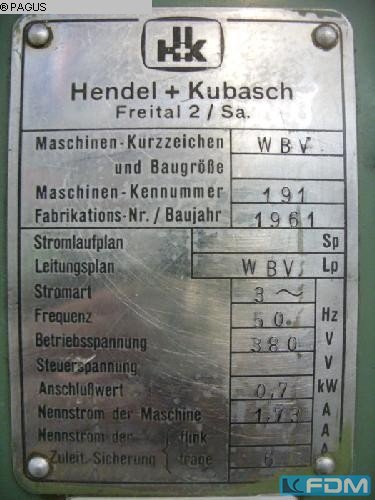 © PAGUS
HK
Hendel + Kubasch
Freital 2 / Sa.
Maschinen-Kurzzeichen WBV
und Baugröße
Maschinen-Kennummer 191
Fabrikations-Nr. / Baujahr 1961
Stromlaufplan Sp
Leitungsplan WBV Lp
Stromart 3 ~
Frequenz 50 Hz
Betriebsspannung 380 V
Steuerspannung V
Anschlußwert 0,7 kW
Nennstrom der Maschine 1,73 A
Nennstrom der flink A
Zuleit.-Sicherung träge 6 A
KFDM